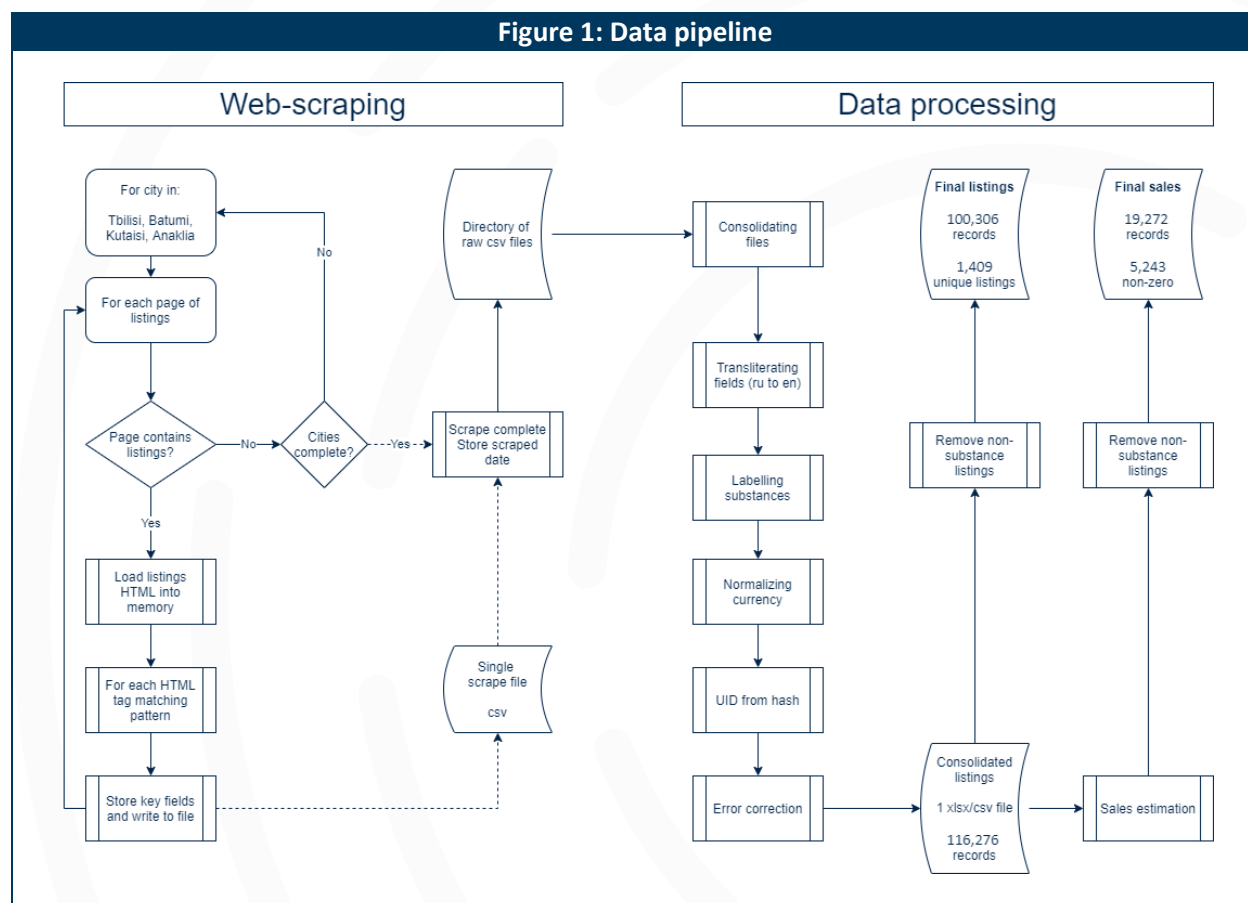 Figure 1: Data pipeline
Web-scraping
For city in:
Tbilisi, Batumi,
Kutaisi, Anaklia
For each page of
listings
Page contains
listings?
No
Cities
complete?
No
Yes
Scrape complete
Store scraped
date
Directory of
raw csv files
Yes
Load listings
HTML into
memory
For each HTML
tag matching
pattern
Store key fields
and write to file
Single
scrape file
csv
Data processing
Consolidating
files
Transliterating
fields (ru to en)
Labelling
substances
Normalizing
currency
UID from hash
Error correction
Consolidated
listings
1 xlsx/csv file
116,276
records
Remove non-
substance
listings
Final listings
100,306
records
1,409
unique listings
Sales estimation
Remove non-
substance
listings
Final sales
19,272
records
5,243
non-zero